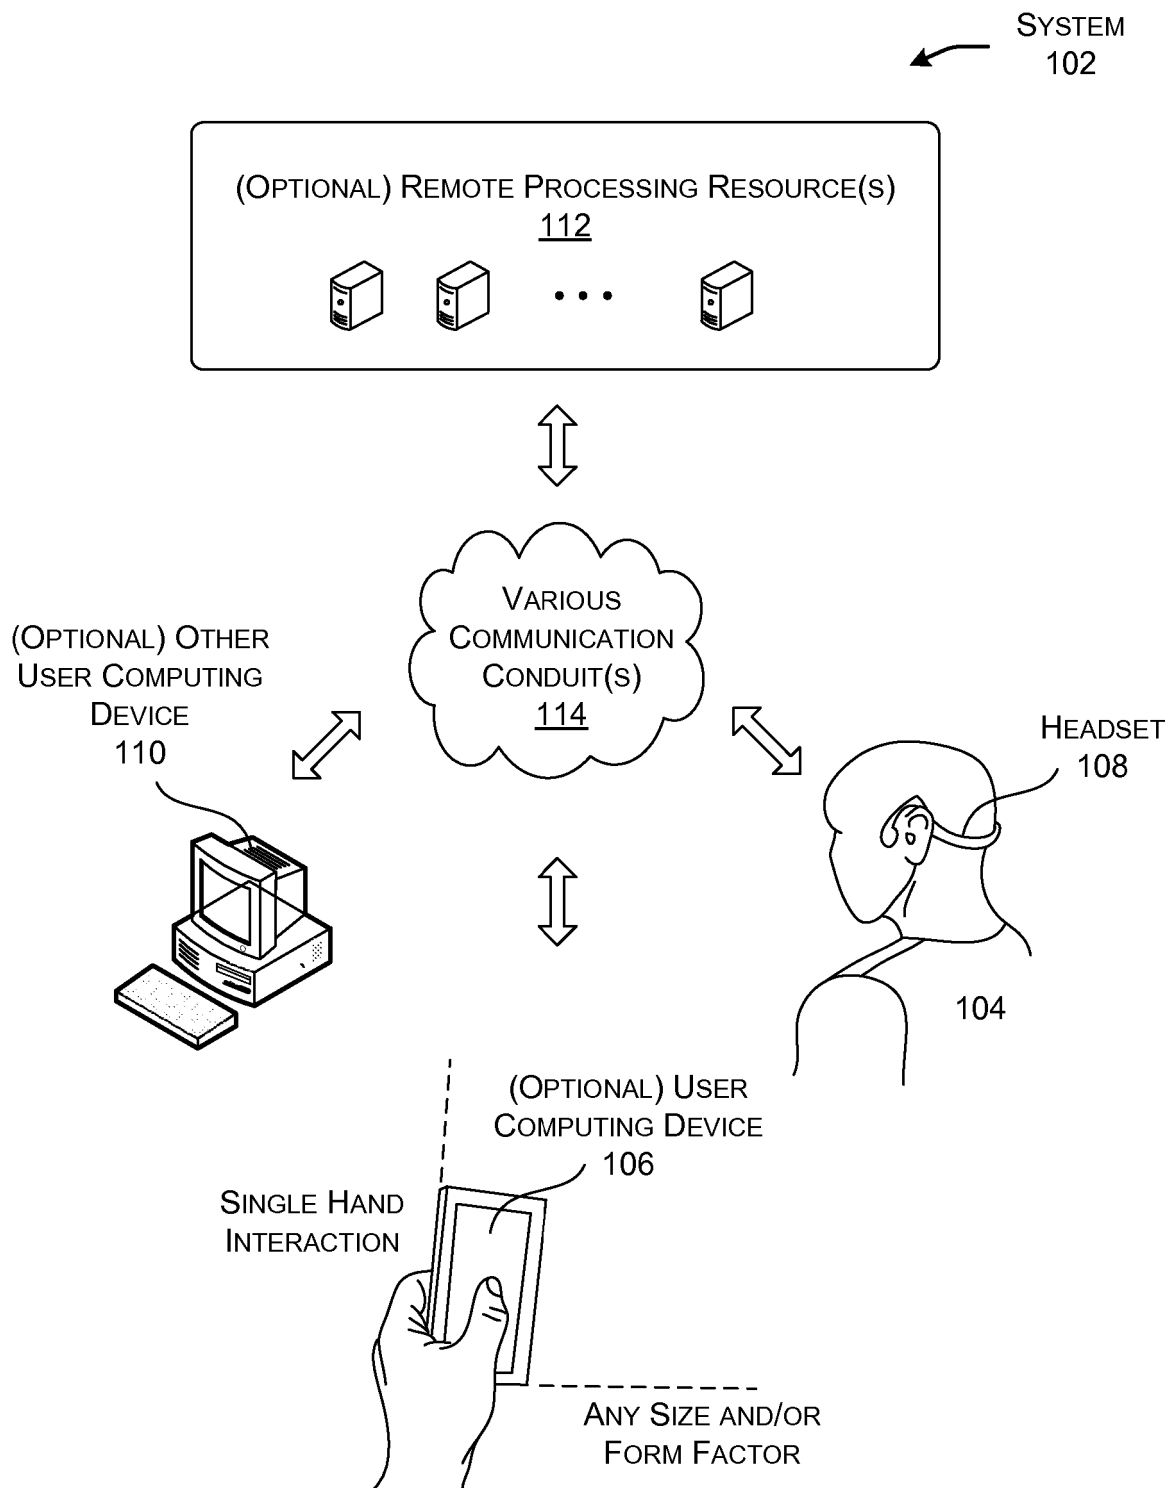 SYSTEM
102
(OPTIONAL) REMOTE PROCESSING RESOURCE(S)
112
VARIOUS
COMMUNICATION
CONDUIT(S)
114
(OPTIONAL) OTHER
USER COMPUTING
DEVICE
110
HEADSET
108
104
(OPTIONAL) USER
COMPUTING DEVICE
106
SINGLE HAND
INTERACTION
ANY SIZE AND/OR
FORM FACTOR